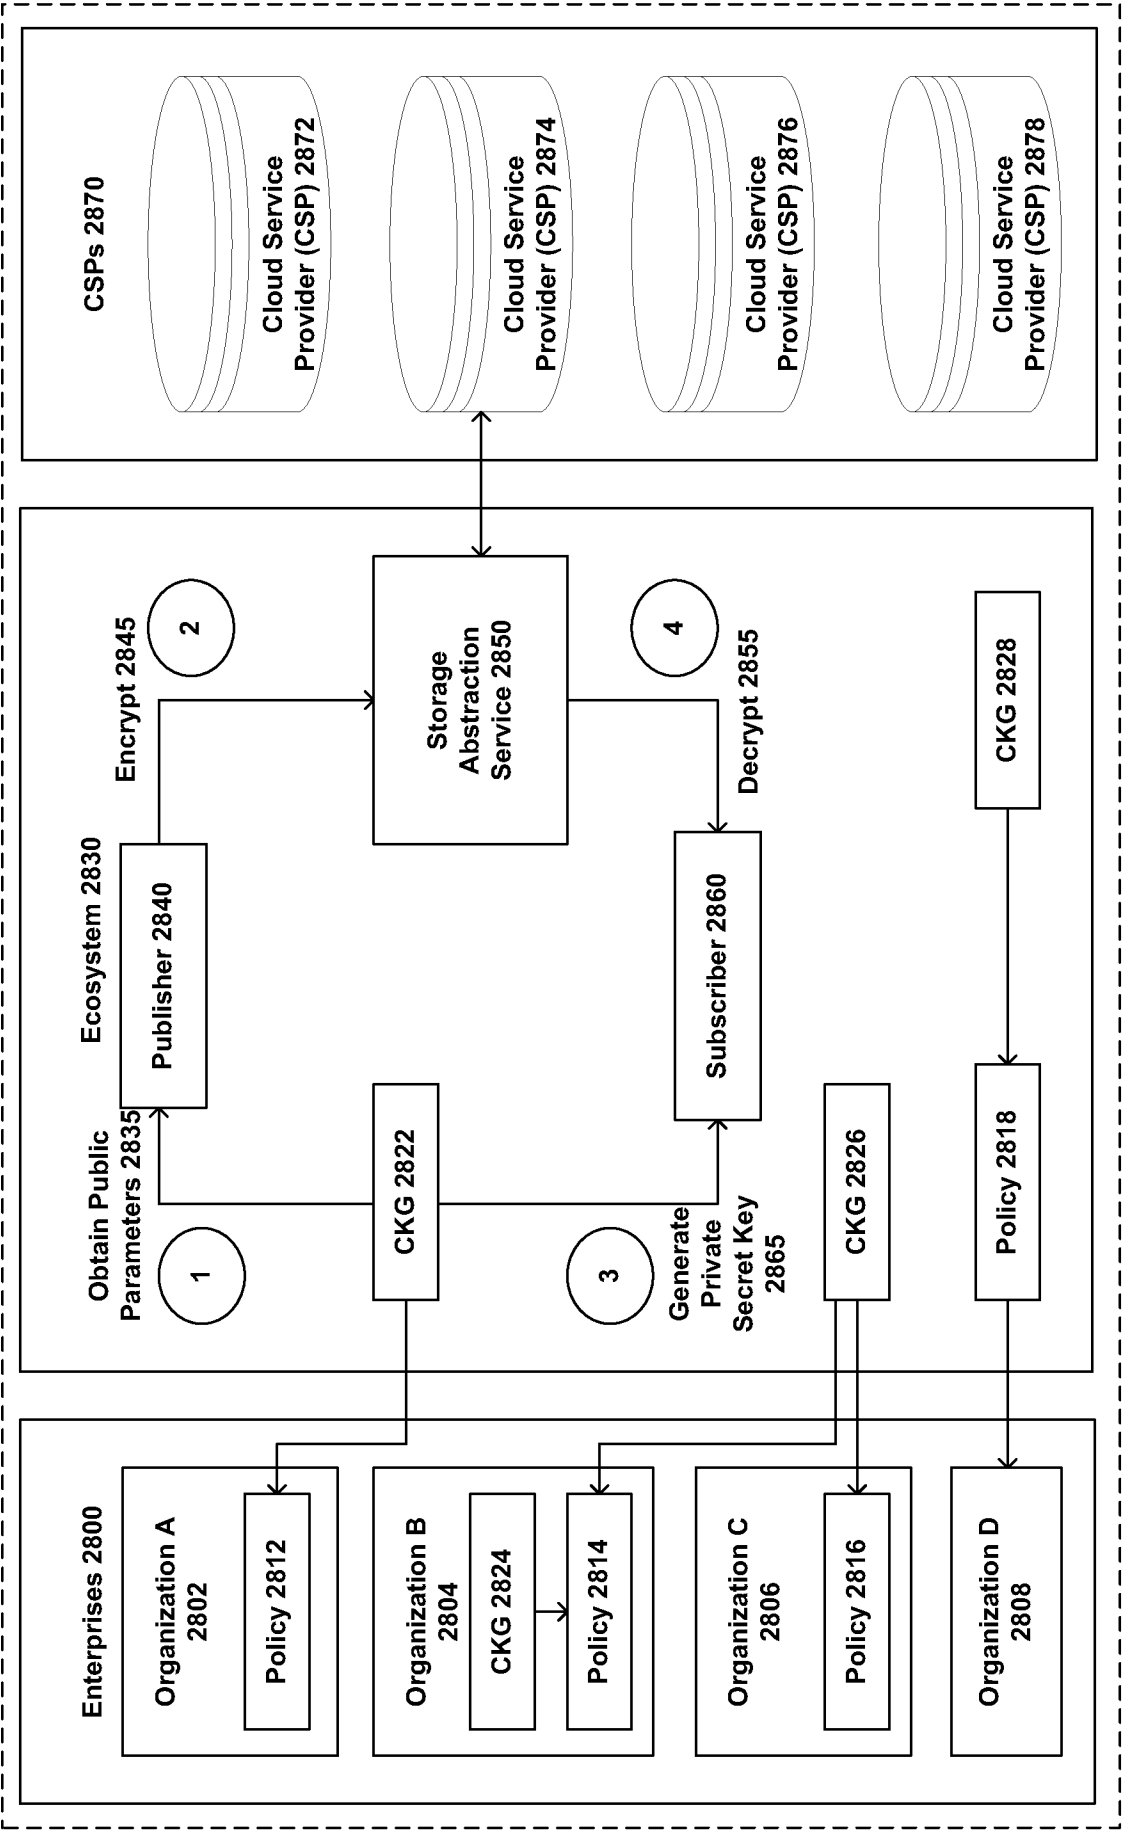 Enterprises 2800
Organization A
2802
Policy 2812
Organization B
2804
CKG 2824
Policy 2814
Organization C
2806
Policy 2816
Organization D
2808
Ecosystem 2830
Obtain Public
Parameters 2835
1
Publisher 2840
Encrypt 2845
2
CKG 2822
Storage
Abstraction
Service 2850
3
Generate
Private
Secret Key
2865
Subscriber 2860
4
Decrypt 2855
CKG 2826
Policy 2818
CKG 2828
CSPs 2870
Cloud Service
Provider (CSP) 2872
Cloud Service
Provider (CSP) 2874
Cloud Service
Provider (CSP) 2876
Cloud Service
Provider (CSP) 2878